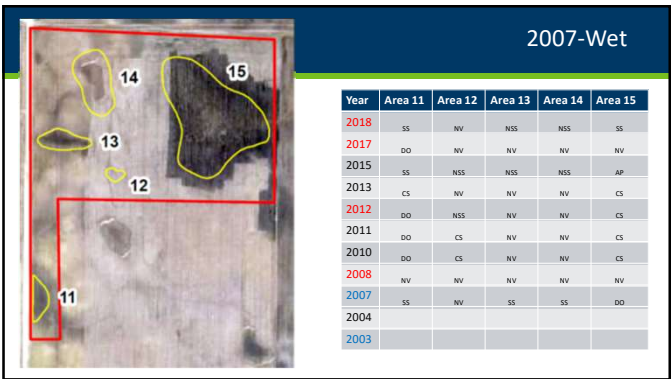 2007-Wet
14
15
13
12
11
Year Area 11 Area 12 Area 13 Area 14 Area 15
2018 SS NV NSS NSS SS
2017 DO NV NV NV NV
2015 SS NSS NSS NSS AP
2013 CS NV NV NV CS
2012 DO NSS NV NV CS
2011 DO CS NV NV CS
2010 DO CS NV NV CS
2008 NV NV NV NV NV
2007 SS NV SS SS DO
2004
2003